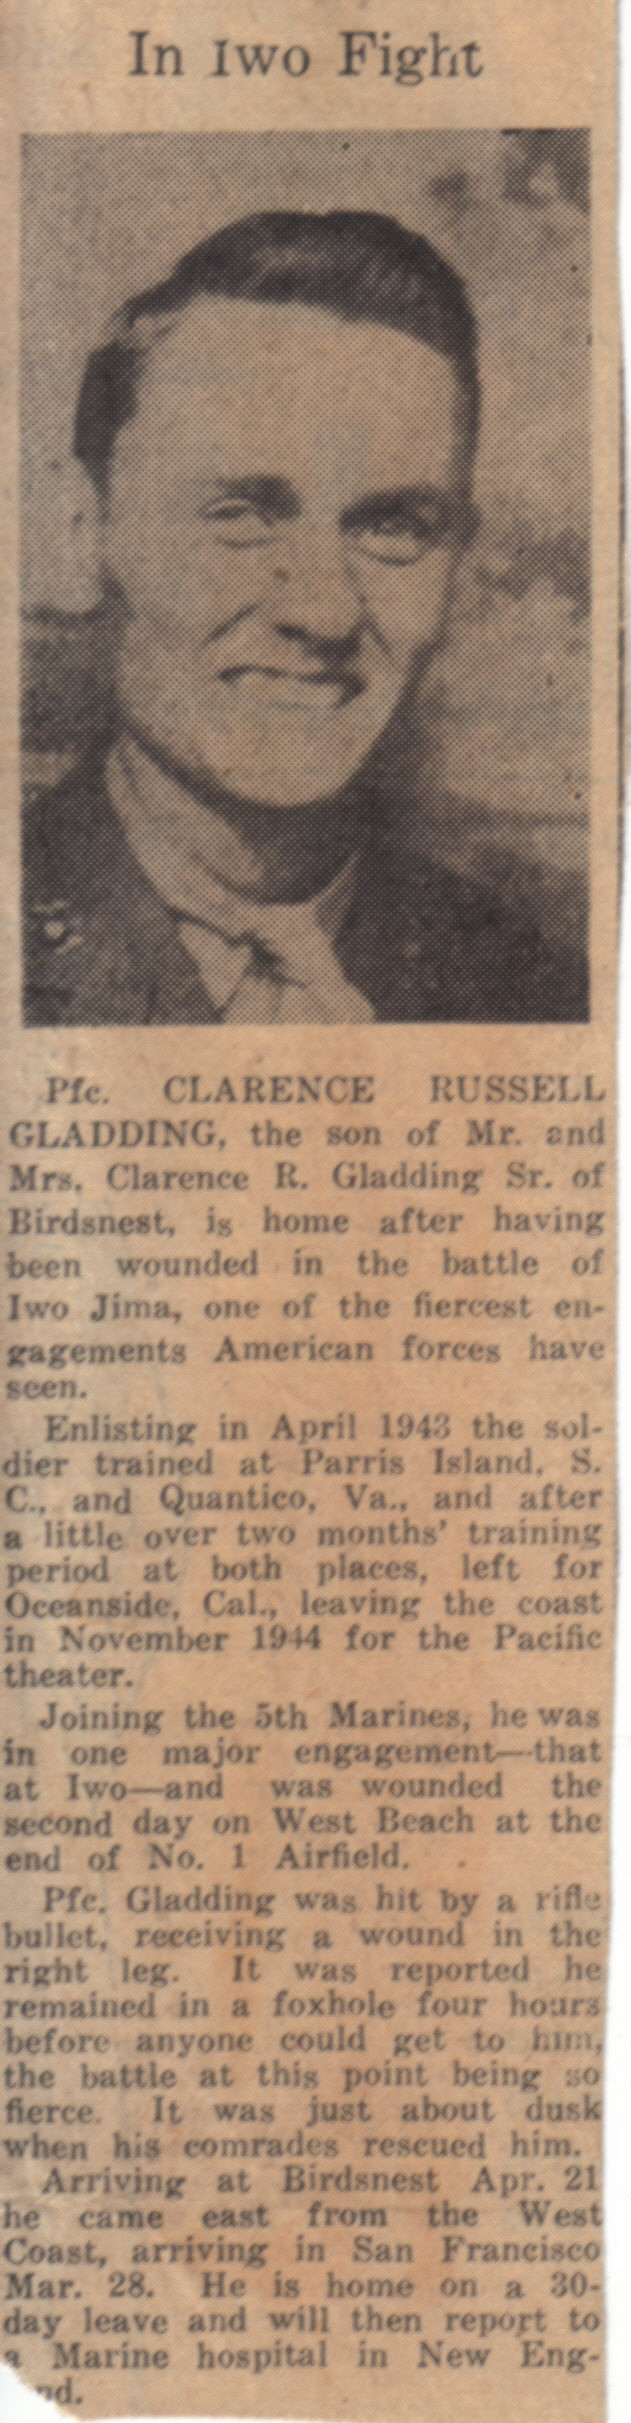 In Iwo Fight
Pfc. CLARENCE RUSSELL
GLADDING, the son of Mr. and
Mrs. Clarence R. Gladding Sr. of
Birdsnest, is home after having
been wounded in the battle of
Iwo Jima, one of the fiercest en-
gagements American forces have
seen.
Enlisting in April 1943 the sol-
dier trained at Parris Island, S.
C., and Quantico, Va., and after
a little over two months' training
period at both places, left for
Oceanside, Cal., leaving the coast
in November 1944 for the Pacific
theater.
Joining the 5th Marines, he was
in one major engagement—that
at Iwo—and was wounded the
second day on West Beach at the
end of No. 1 Airfield.
Pfc. Gladding was hit by a rifle
bullet, receiving a wound in the
right leg. It was reported he
remained in a foxhole four hours
before anyone could get to him,
the battle at this point being so
fierce. It was just about dusk
when his comrades rescued him.
Arriving at Birdsnest Apr. 21
he came east from the West
Coast, arriving in San Francisco
Mar. 28. He is home on a 30-
day leave and will then report to
a Marine hospital in New Eng-
nd.